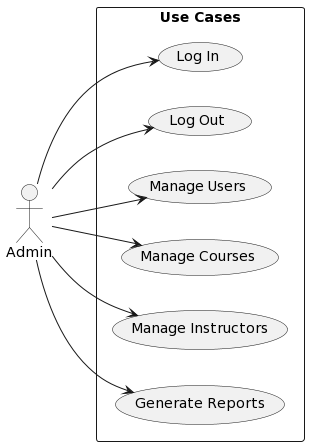 Use Cases
Log In
Log Out
Manage Users
Admin
Manage Courses
Manage Instructors
Generate Reports